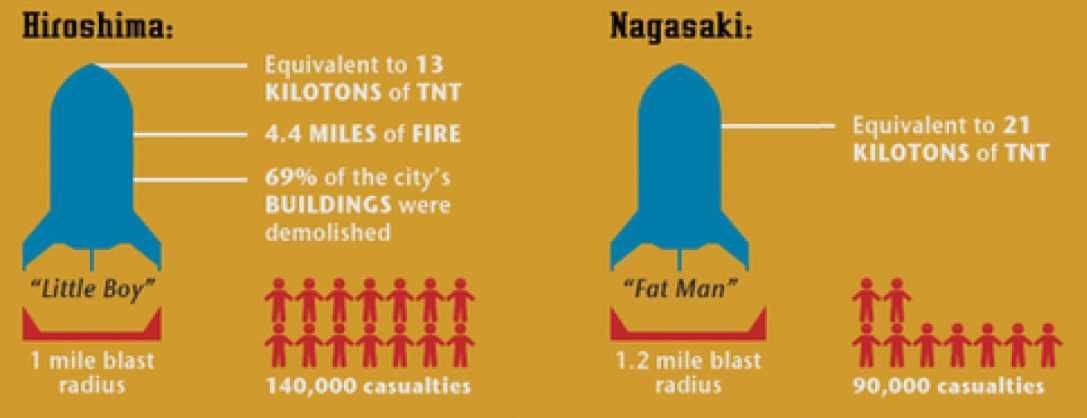 Hiroshima:
Equivalent to 13
KILOTONS of TNT
4.4 MILES of FIRE
69% of the city's
BUILDINGS were
demolished
"Little Boy"
1 mile blast
radius
140,000 casualties
Nagasaki:
Equivalent to 21
KILOTONS of TNT
"Fat Man"
1.2 mile blast
radius
90,000 casualties